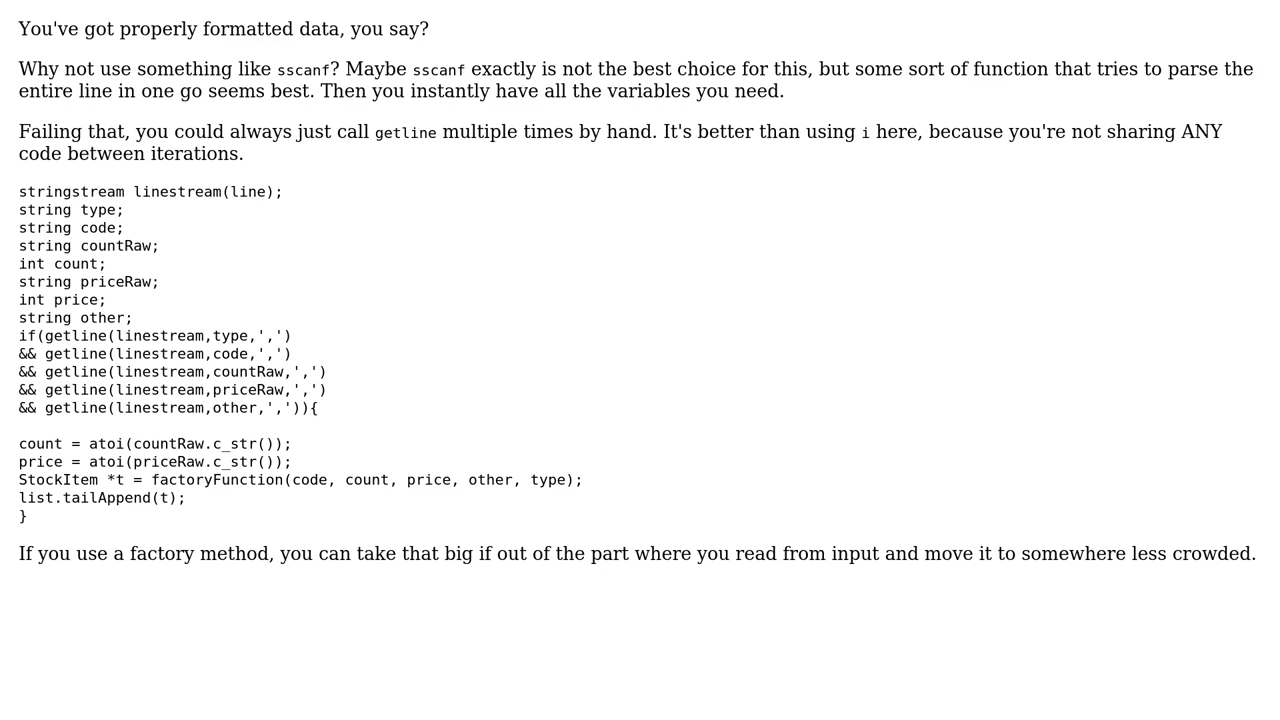 You've got properly formatted data, you say?
Why not use something like sscanf? Maybe sscanf exactly is not the best choice for this, but some sort of function that tries to parse the
entire line in one go seems best. Then you instantly have all the variables you need.
Failing that, you could always just call getline multiple times by hand. It's better than using i here, because you're not sharing ANY
code between iterations.
stringstream linestream(line);
string type;
string code;
string countRaw;
int count;
string priceRaw;
int price;
string other;
if(getline(linestream,type,',')
&& getline(linestream,code,',')
&& getline(linestream,countRaw,',')
&& getline(linestream,priceRaw,',')
&& getline(linestream,other,',')){
count = atoi(countRaw.c_str());
price = atoi(priceRaw.c_str());
StockItem *t = factoryFunction(code, count, price, other, type);
list.tailAppend(t);
}
If you use a factory method, you can take that big if out of the part where you read from input and move it to somewhere less crowded.